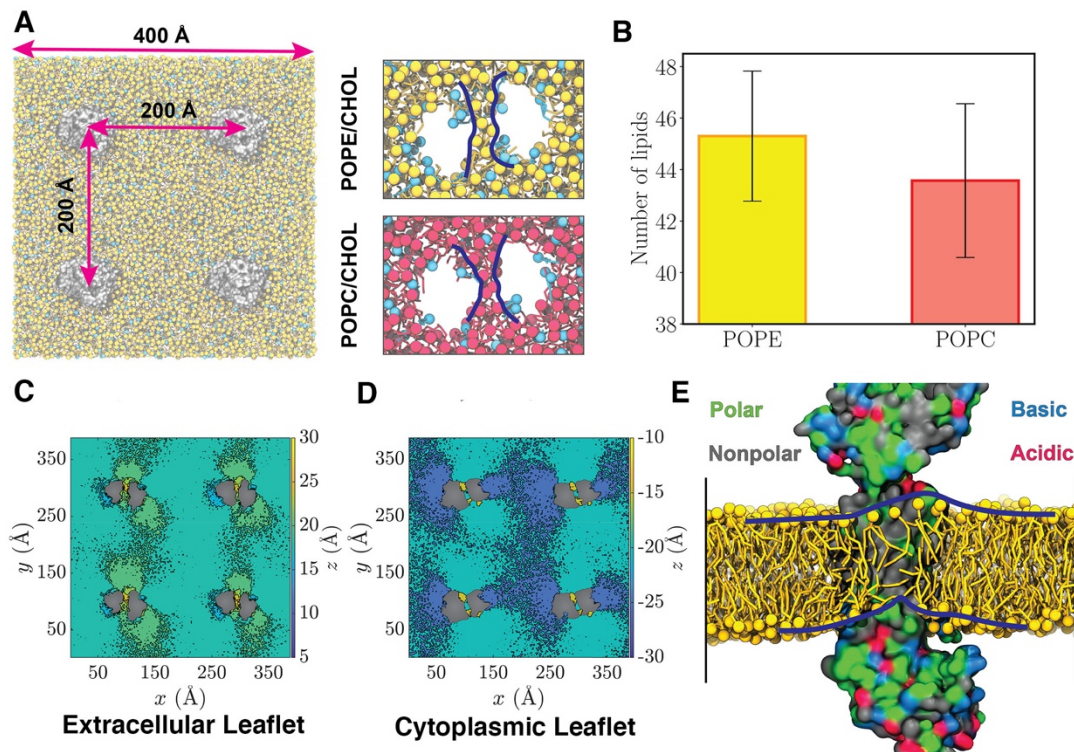 A
400 Å
200 Å
200 Å
POPE/CHOL
POPC/CHOL
B
Number of lipids
48
46
44
42
40
38
POPE
POPC
C
y (Å)
350
250
150
50
50 150 250 350
x (Å)
30
25
20
15
10
5
z (Å)
Extracellular Leaflet
D
y (Å)
350
250
150
50
50 150 250 350
x (Å)
-10
-15
-20
-25
-30
z (Å)
Cytoplasmic Leaflet
E
Polar
Basic
Nonpolar
Acidic